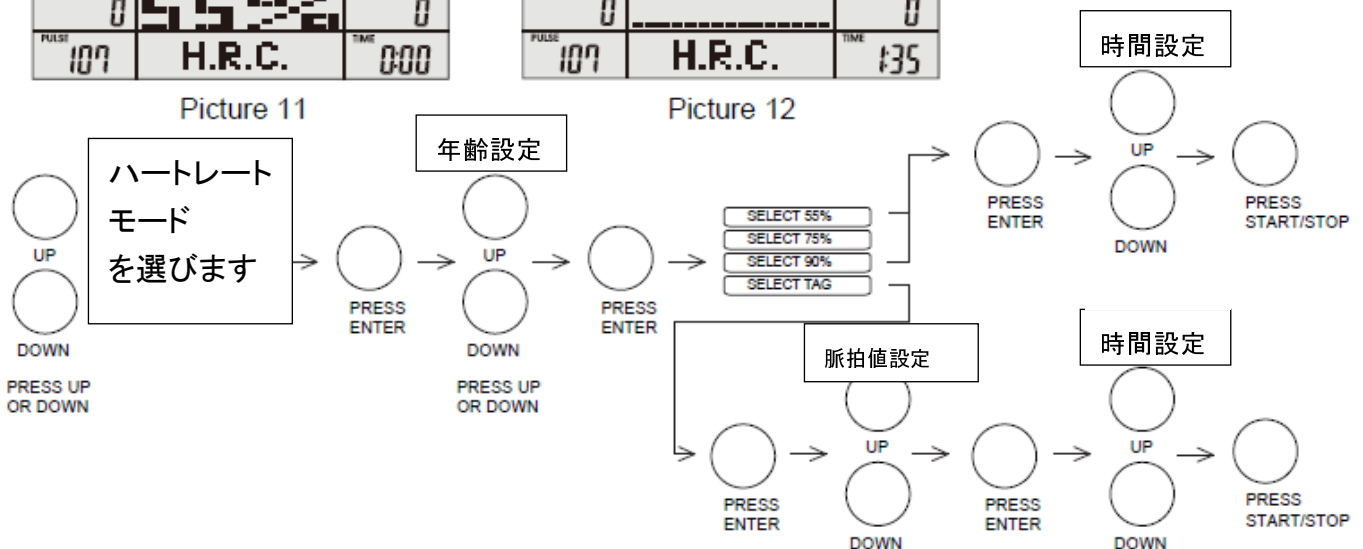 0
0
PULSE
107
H.R.C.
TIME
0:00
Picture 11
0
0
PULSE
107
H.R.C.
TIME
1:35
Picture 12
ハートレート
モード
を選びます
UP
DOWN
PRESS UP
OR DOWN
PRESS
ENTER
年齢設定
UP
DOWN
PRESS UP
OR DOWN
PRESS
ENTER
SELECT 55%
SELECT 75%
SELECT 90%
SELECT TAG
PRESS
ENTER
時間設定
UP
DOWN
PRESS
START/STOP
PRESS
ENTER
脈拍値設定
UP
DOWN
PRESS
ENTER
時間設定
UP
DOWN
PRESS
START/STOP